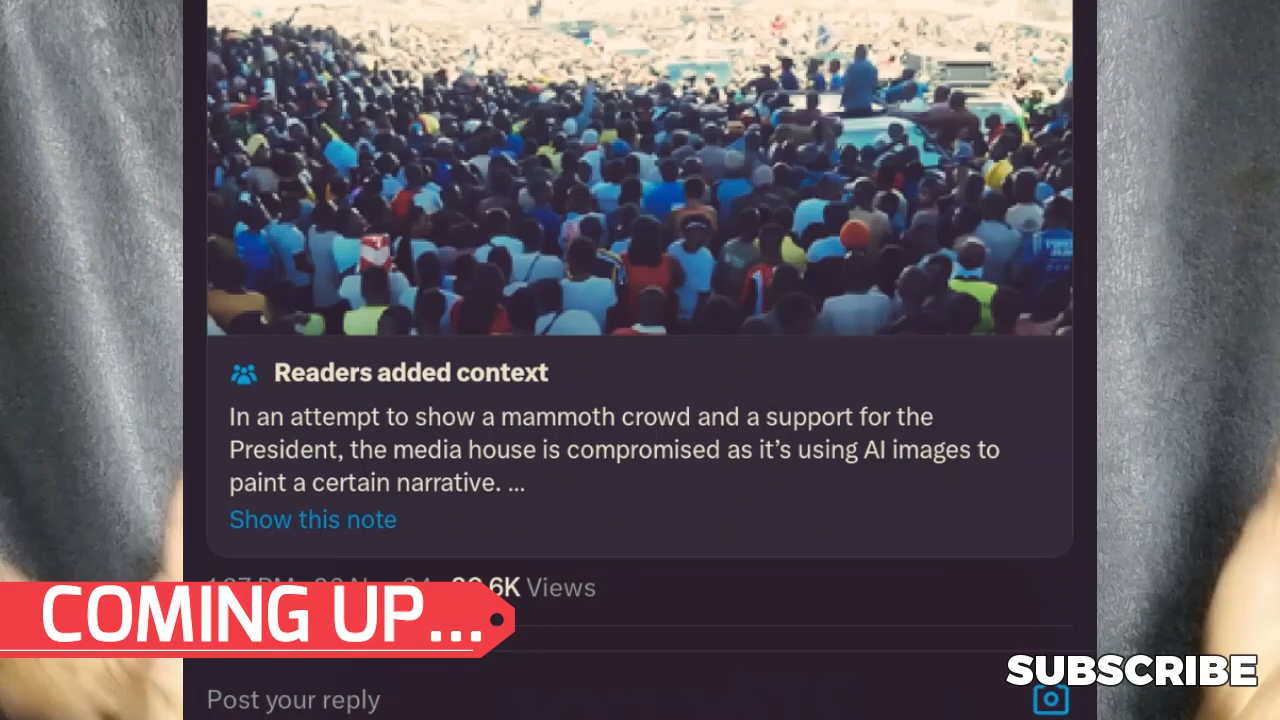 Readers added context
In an attempt to show a mammoth crowd and a support for the
President, the media house is compromised as it’s using AI images to
paint a certain narrative. ...
Show this note
6K Views
COMING UP...
SUBSCRIBE
Post your reply